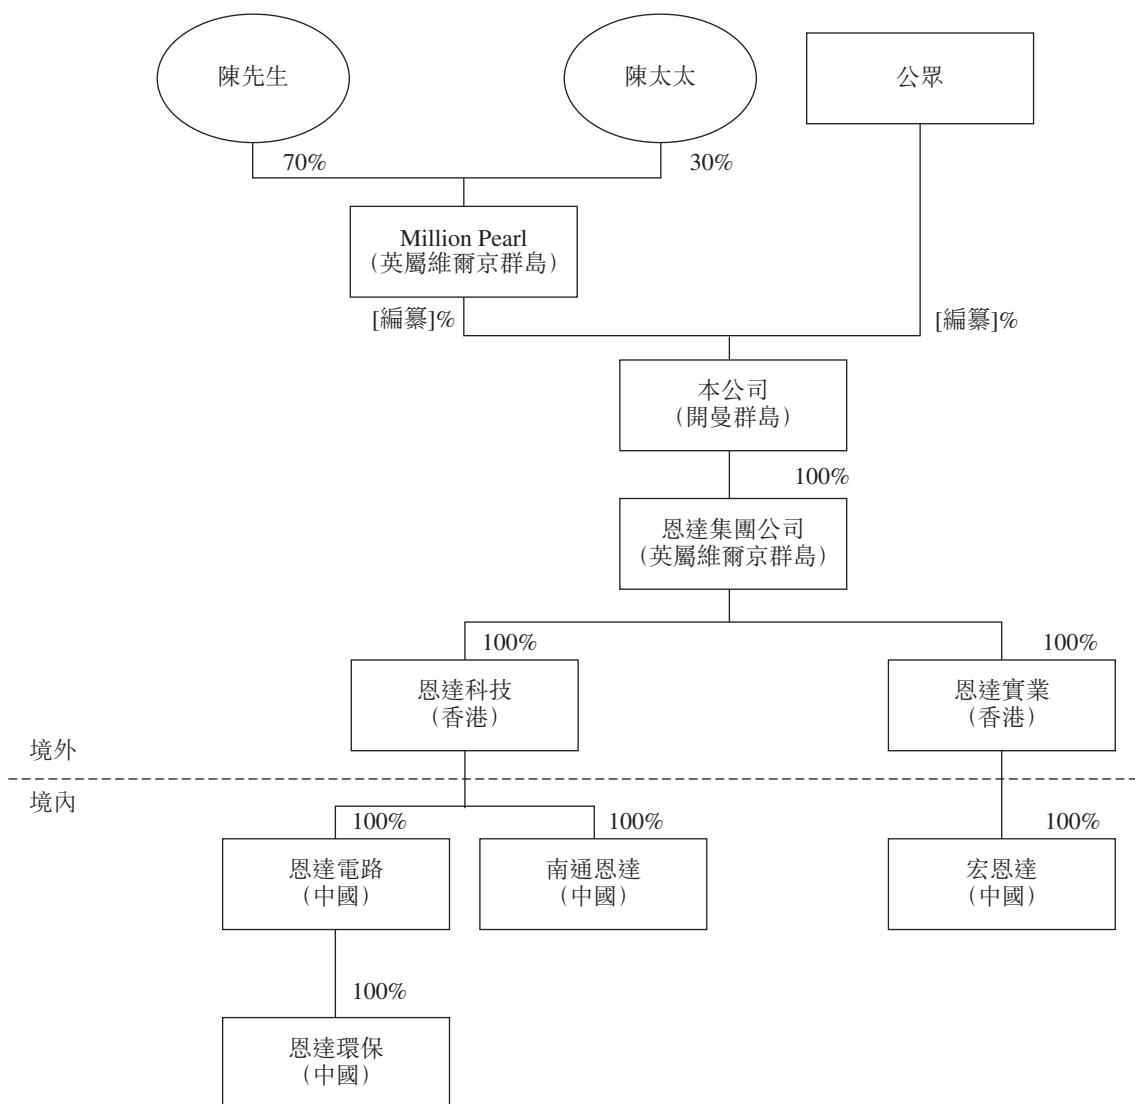 陳先生
陳太太
公眾
70%
30%
Million Pearl
（英屬維爾京群島）
[編纂]%
[編纂]%
本公司
（開曼群島）
100%
恩達集團公司
（英屬維爾京群島）
100%
100%
恩達科技
（香港）
恩達實業
（香港）
境外
境內
100%
100%
100%
恩達電路
（中國）
南通恩達
（中國）
宏恩達
（中國）
100%
恩達環保
（中國）